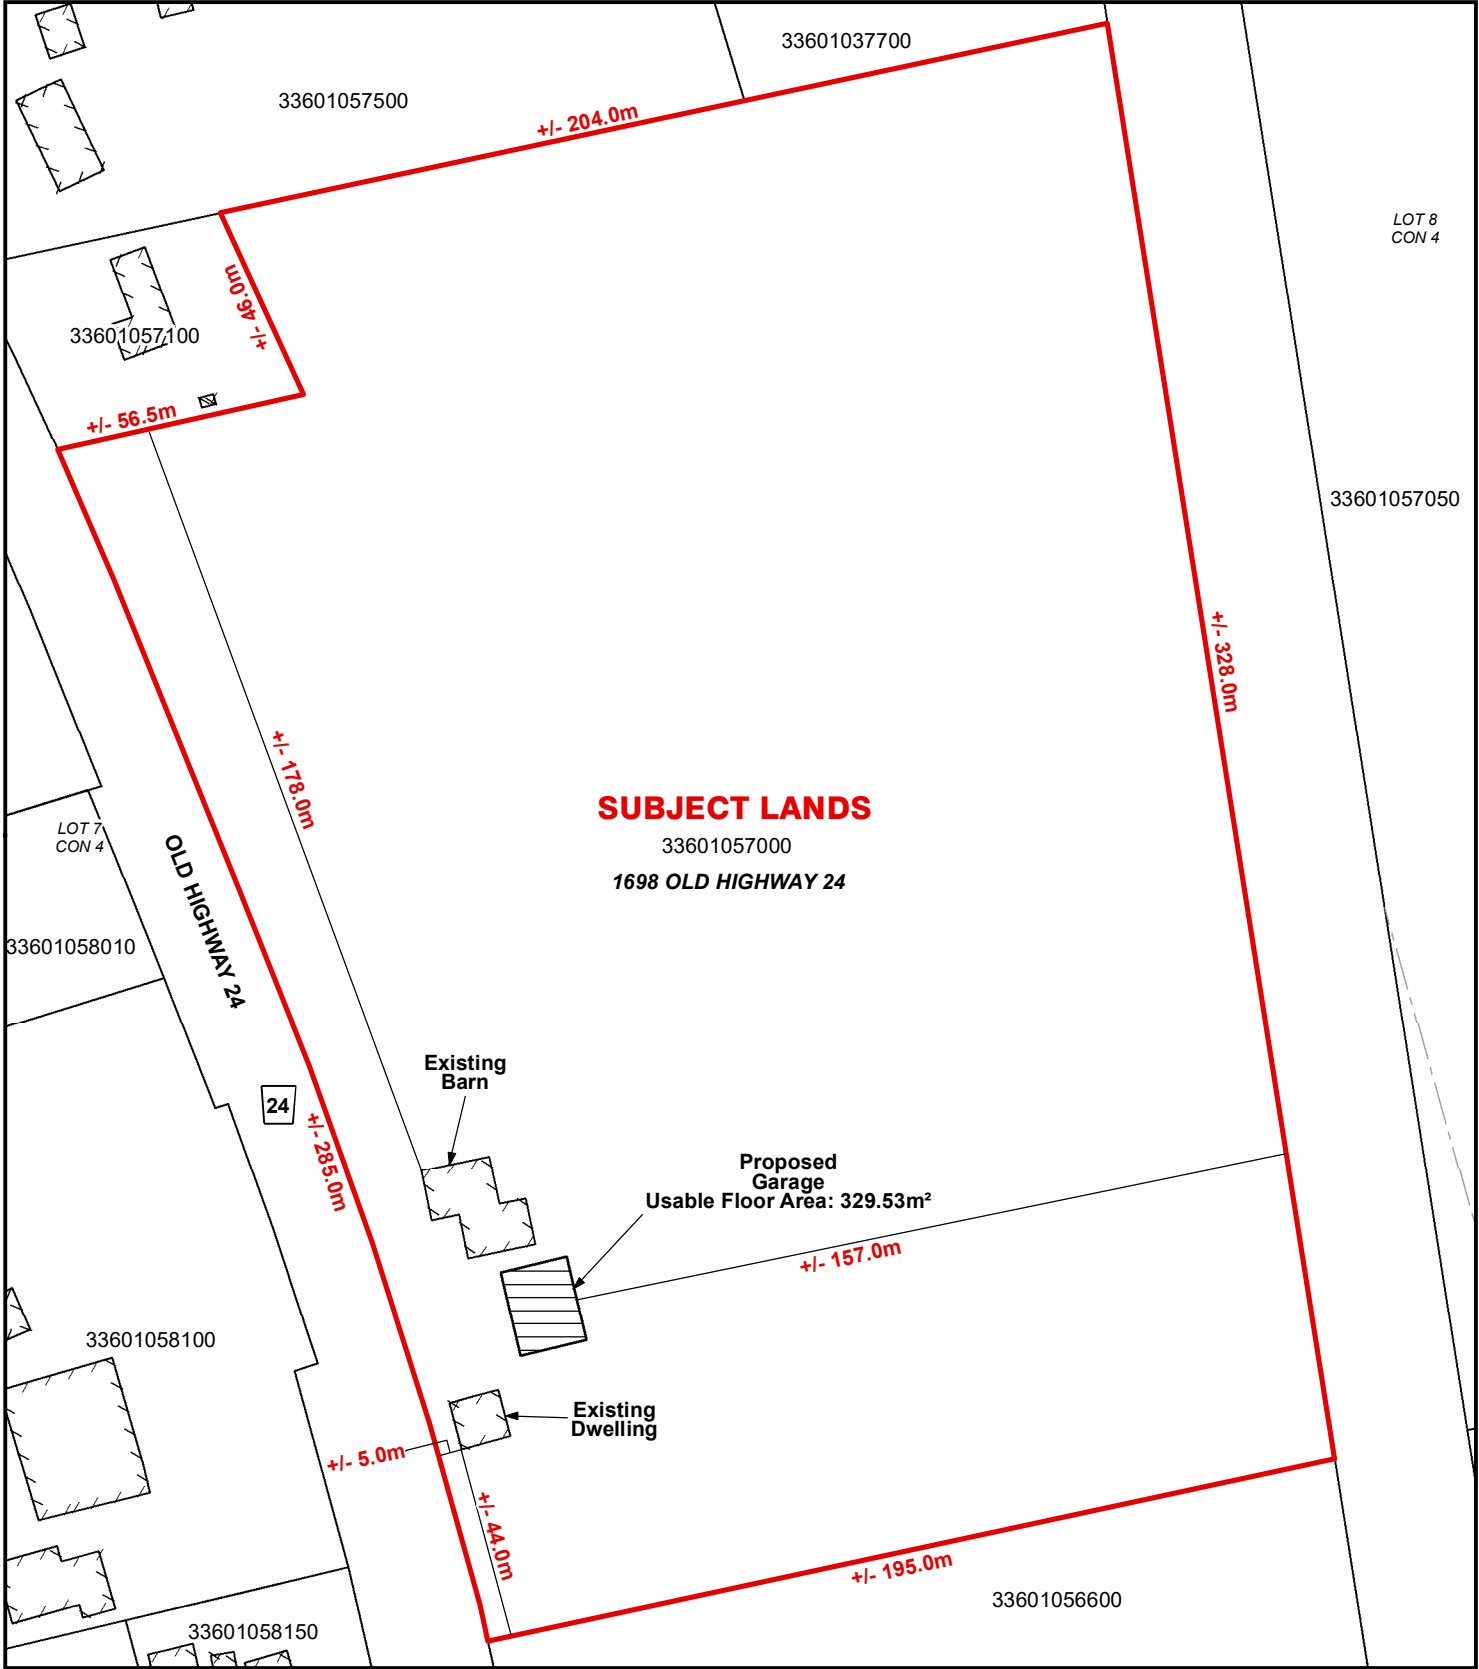 33601037700
33601057500
+/- 204.0m
LOT 8
CON 4
+/- 46.0m
33601057100
+/- 56.5m
33601057050
+/- 328.0m
+/- 178.0m
SUBJECT LANDS
33601057000
1698 OLD HIGHWAY 24
LOT 7
CON 4
OLD HIGHWAY 24
33601058010
Existing
Barn
24
+/- 285.0m
Proposed
Garage
Usable Floor Area: 329.53m²
+/- 157.0m
33601058100
Existing
Dwelling
+/- 5.0m
+/- 44.0m
+/- 195.0m
33601056600
33601058150